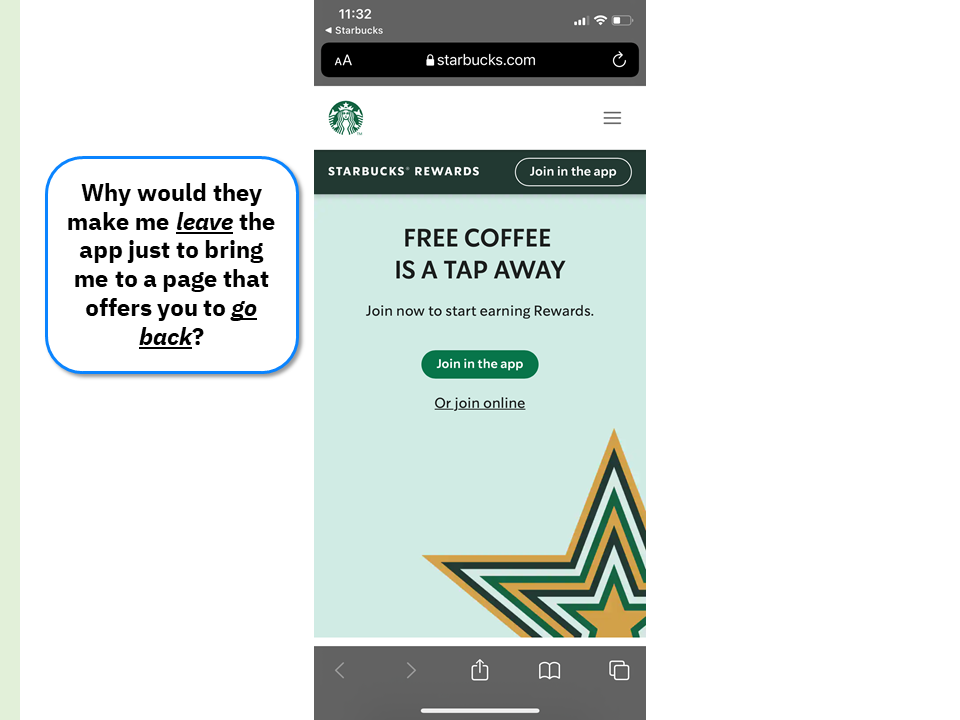 11:32
◀ Starbucks
AA
starbucks.com
STARBUCKS® REWARDS
Join in the app
Why would they
make me leave the
app just to bring
me to a page that
offers you to go
back?
FREE COFFEE
IS A TAP AWAY
Join now to start earning Rewards.
Join in the app
Or join online